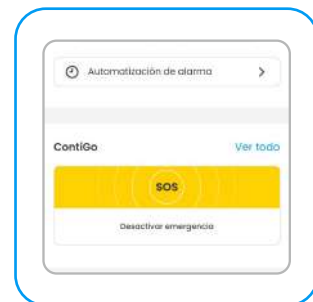 Automatización de alarma
ContiGo
Ver todo
SOS
Desactivar emergencia